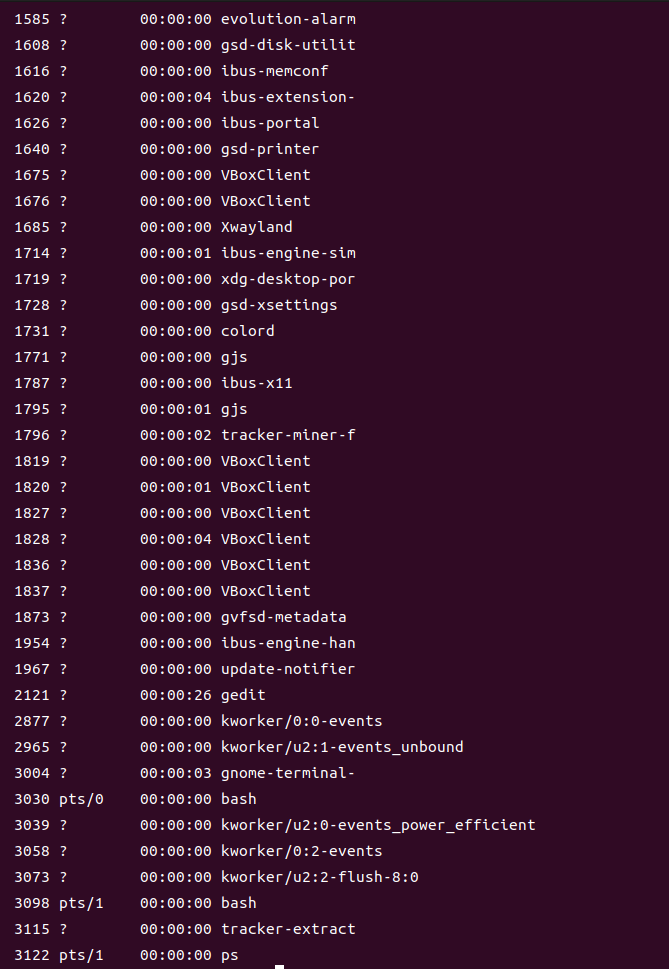 1585 ? 00:00:00 evolution-alarm
1608 ? 00:00:00 gsd-disk-utilit
1616 ? 00:00:00 ibus-memconf
1620 ? 00:00:04 ibus-extension-
1626 ? 00:00:00 ibus-portal
1640 ? 00:00:00 gsd-printer
1675 ? 00:00:00 VBoxClient
1676 ? 00:00:00 VBoxClient
1685 ? 00:00:00 Xwayland
1714 ? 00:00:01 ibus-engine-sim
1719 ? 00:00:00 xdg-desktop-por
1728 ? 00:00:00 gsd-xsettings
1731 ? 00:00:00 colord
1771 ? 00:00:00 gjs
1787 ? 00:00:00 ibus-x11
1795 ? 00:00:01 gjs
1796 ? 00:00:02 tracker-miner-f
1819 ? 00:00:00 VBoxClient
1820 ? 00:00:01 VBoxClient
1827 ? 00:00:00 VBoxClient
1828 ? 00:00:04 VBoxClient
1836 ? 00:00:00 VBoxClient
1837 ? 00:00:00 VBoxClient
1873 ? 00:00:00 gvfsd-metadata
1954 ? 00:00:00 ibus-engine-han
1967 ? 00:00:00 update-notifier
2121 ? 00:00:26 gedit
2877 ? 00:00:00 kworker/0:0-events
2965 ? 00:00:00 kworker/u2:1-events_unbound
3004 ? 00:00:03 gnome-terminal-
3030 pts/0 00:00:00 bash
3039 ? 00:00:00 kworker/u2:0-events_power_efficient
3058 ? 00:00:00 kworker/0:2-events
3073 ? 00:00:00 kworker/u2:2-flush-8:0
3098 pts/1 00:00:00 bash
3115 ? 00:00:00 tracker-extract
3122 pts/1 00:00:00 ps